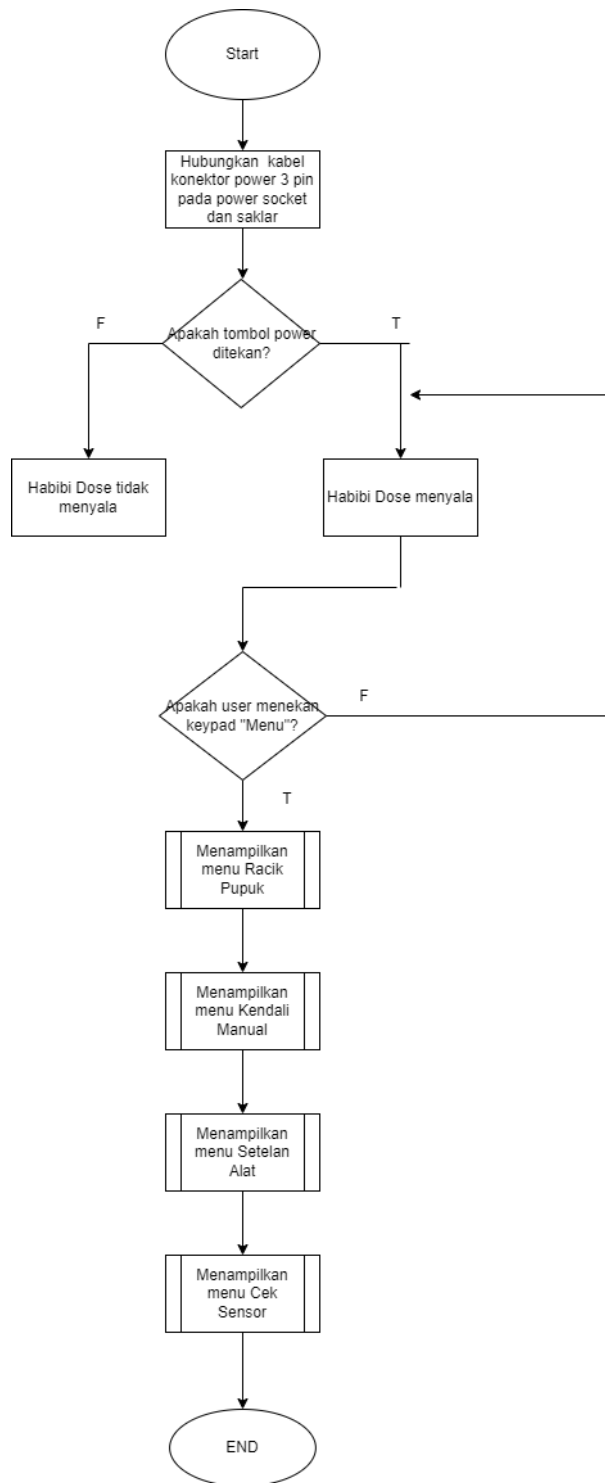 Start
Hubungkan kabel
konektor power 3 pin
pada power socket
dan saklar
F
T
Apakah tombol power
ditekan?
Habibi Dose tidak
menyala
Habibi Dose menyala
Apakah user menekan
keypad "Menu"?
F
T
Menampilkan
menu Racik
Pupuk
Menampilkan
menu Kendali
Manual
Menampilkan
menu Setelan
Alat
Menampilkan
menu Cek
Sensor
END